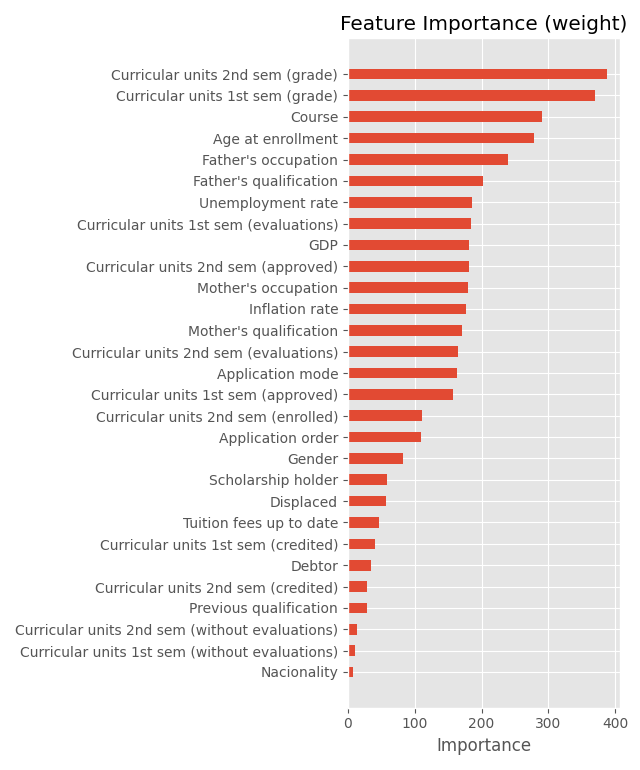 Feature Importance (weight)
Curricular units 2nd sem (grade)
Curricular units 1st sem (grade)
Course
Age at enrollment
Father's occupation
Father's qualification
Unemployment rate
Curricular units 1st sem (evaluations)
GDP
Curricular units 2nd sem (approved)
Mother's occupation
Inflation rate
Mother's qualification
Curricular units 2nd sem (evaluations)
Application mode
Curricular units 1st sem (approved)
Curricular units 2nd sem (enrolled)
Application order
Gender
Scholarship holder
Displaced
Tuition fees up to date
Curricular units 1st sem (credited)
Debtor
Curricular units 2nd sem (credited)
Previous qualification
Curricular units 2nd sem (without evaluations)
Curricular units 1st sem (without evaluations)
Nacionality
0 100 200 300 400
Importance